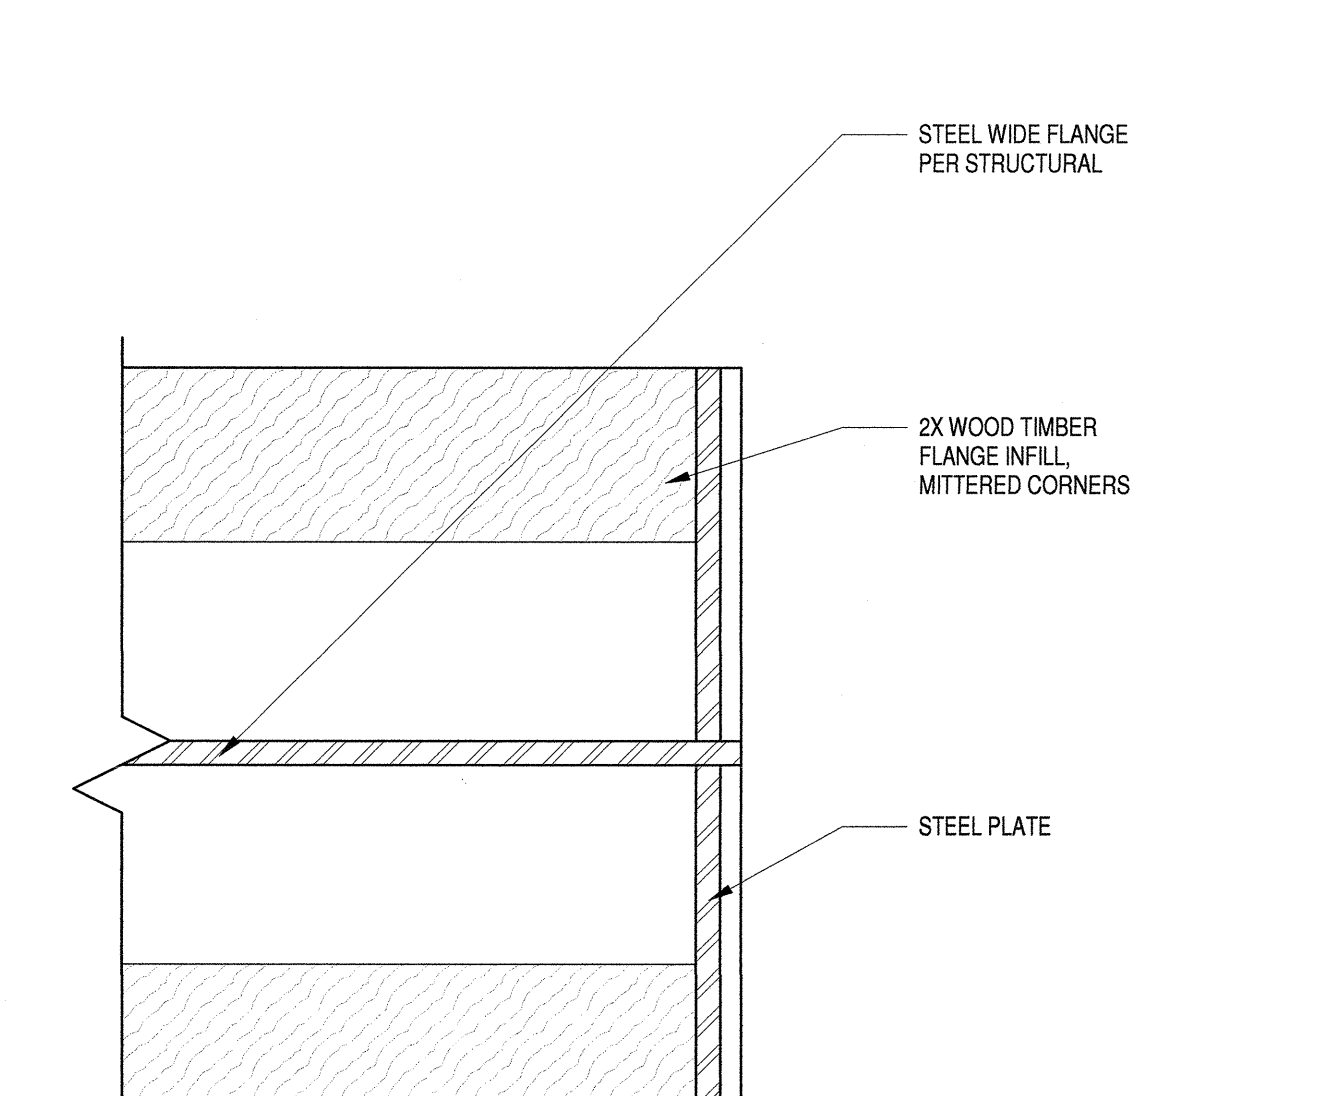 STEEL WIDE FLANGE
PER STRUCTURAL
2X WOOD TIMBER
FLANGE INFILL,
MITTERED CORNERS
STEEL PLATE